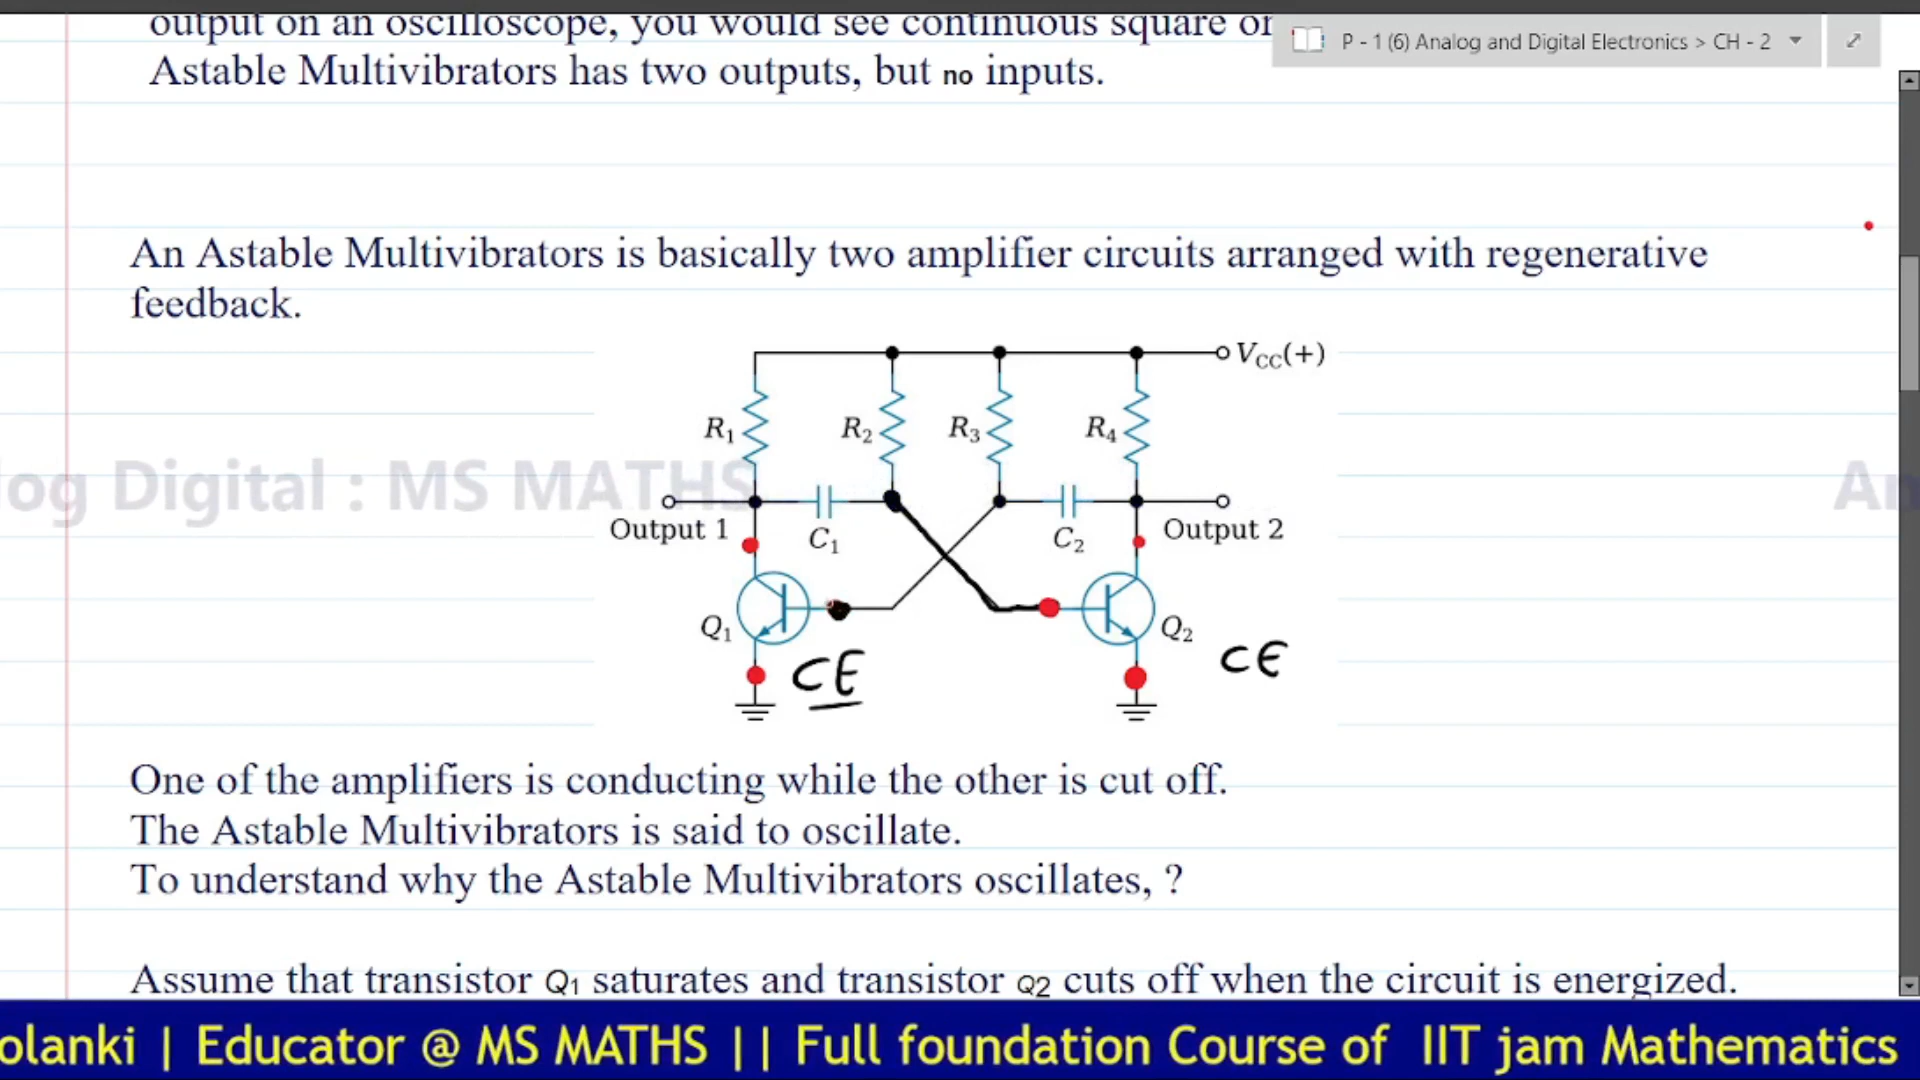 output on an oscilloscope, you would see continuous square or
P - 1 (6) Analog and Digital Electronics > CH - 2
Astable Multivibrators has two outputs, but no inputs.
An Astable Multivibrators is basically two amplifier circuits arranged with regenerative
feedback.
VCC(+)
R1 R2 R3 R4
log Digital : MS MATHS An
Output 1 C1 C2 Output 2
Q1 Q2
CE CE
One of the amplifiers is conducting while the other is cut off.
The Astable Multivibrators is said to oscillate.
To understand why the Astable Multivibrators oscillates, ?
Assume that transistor Q1 saturates and transistor Q2 cuts off when the circuit is energized.
olanki | Educator @ MS MATHS || Full foundation Course of IIT jam Mathematics